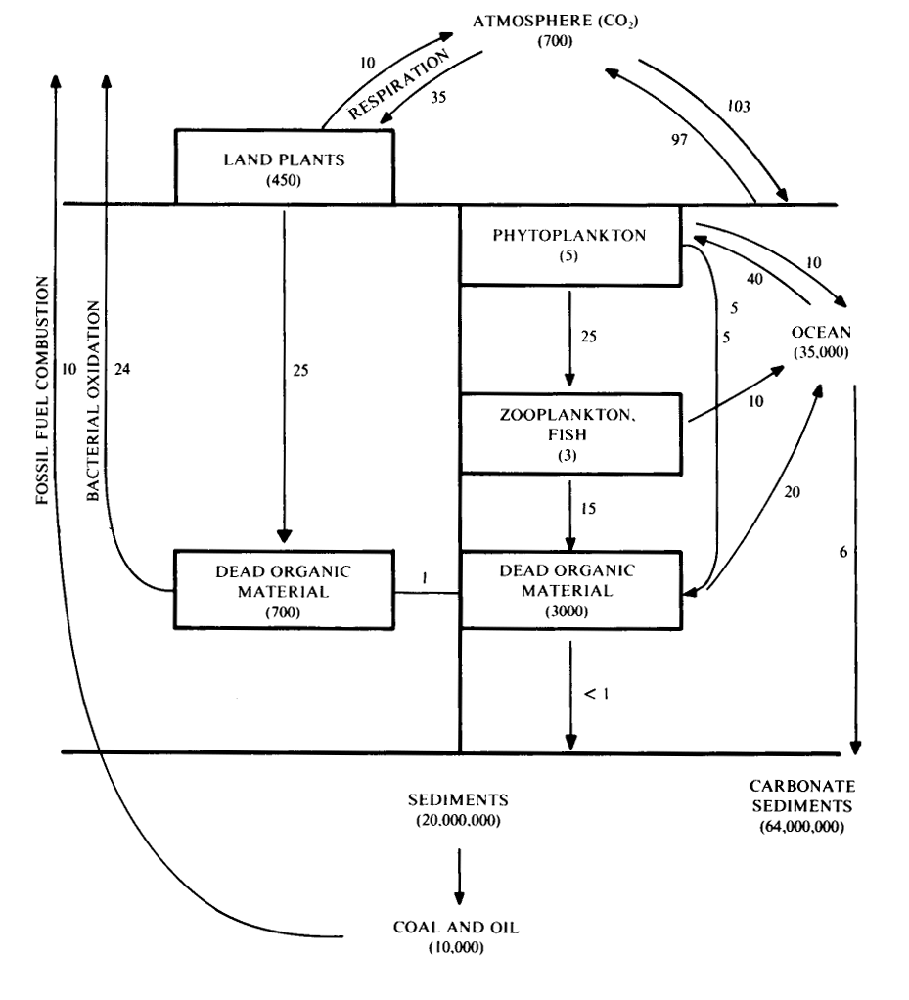 ATMOSPHERE (CO₂)
(700)
10
RESPIRATION
35
103
97
LAND PLANTS
(450)
PHYTOPLANKTON
(5)
10
40
5
5
OCEAN
(35,000)
FOSSIL FUEL COMBUSTION
10
BACTERIAL OXIDATION
24
25
25
10
ZOOPLANKTON,
FISH
(3)
15
20
6
DEAD ORGANIC
MATERIAL
(700)
1
DEAD ORGANIC
MATERIAL
(3000)
< 1
SEDIMENTS
(20,000,000)
CARBONATE
SEDIMENTS
(64,000,000)
COAL AND OIL
(10,000)